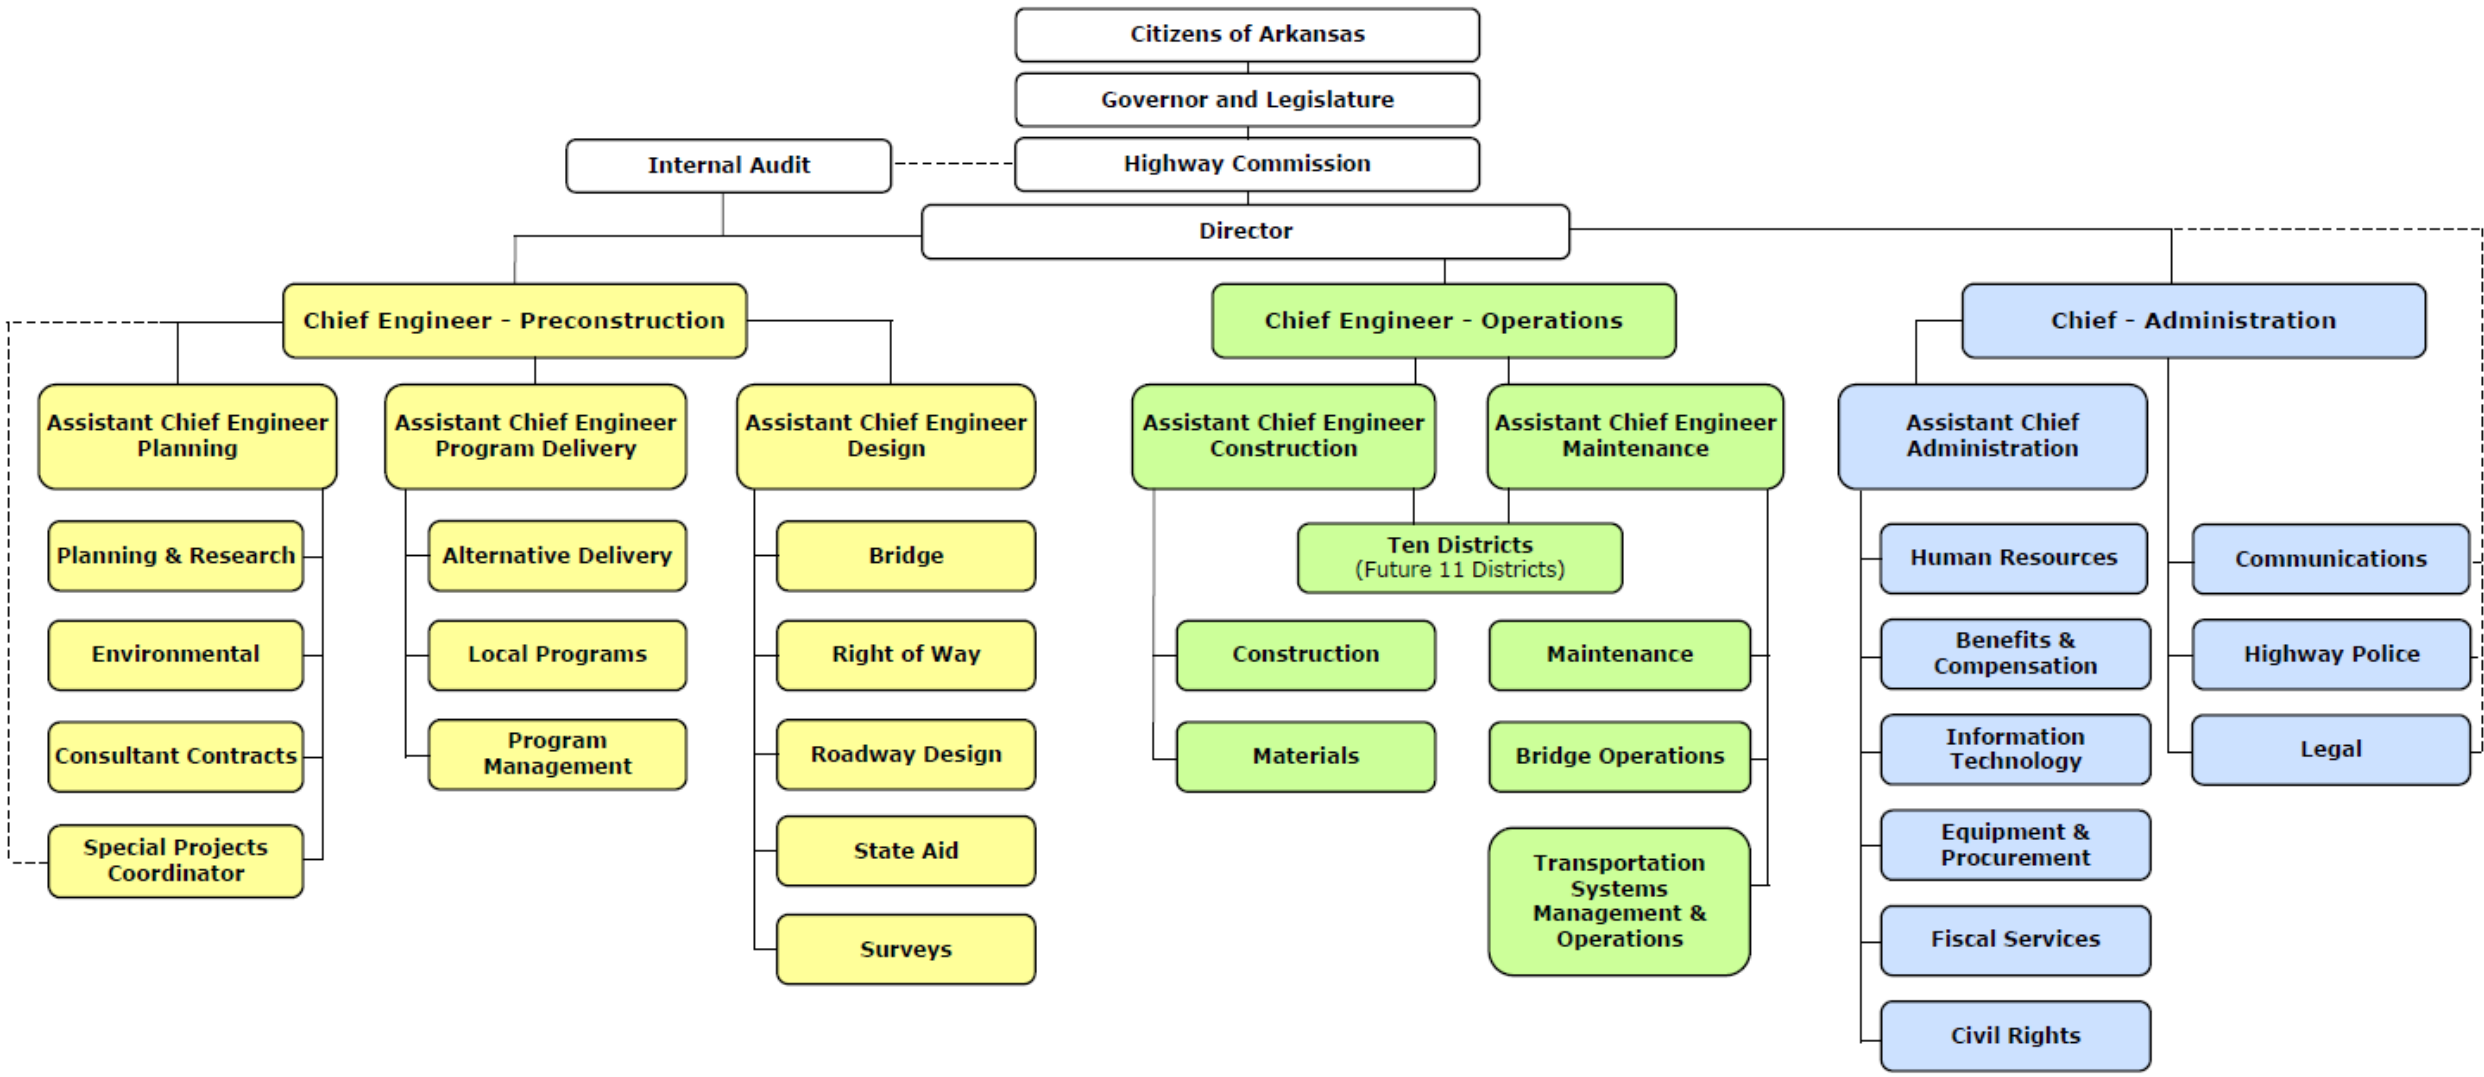 Citizens of Arkansas
Governor and Legislature
Internal Audit
Highway Commission
Director
Chief Engineer - Preconstruction
Chief Engineer - Operations
Chief - Administration
Assistant Chief Engineer
Planning
Assistant Chief Engineer
Program Delivery
Assistant Chief Engineer
Design
Assistant Chief Engineer
Construction
Assistant Chief Engineer
Maintenance
Assistant Chief
Administration
Planning & Research
Environmental
Consultant Contracts
Special Projects
Coordinator
Alternative Delivery
Local Programs
Program
Management
Bridge
Right of Way
Roadway Design
State Aid
Surveys
Ten Districts
(Future 11 Districts)
Construction
Materials
Maintenance
Bridge Operations
Transportation
Systems
Management &
Operations
Human Resources
Benefits &
Compensation
Information
Technology
Equipment &
Procurement
Fiscal Services
Civil Rights
Communications
Highway Police
Legal